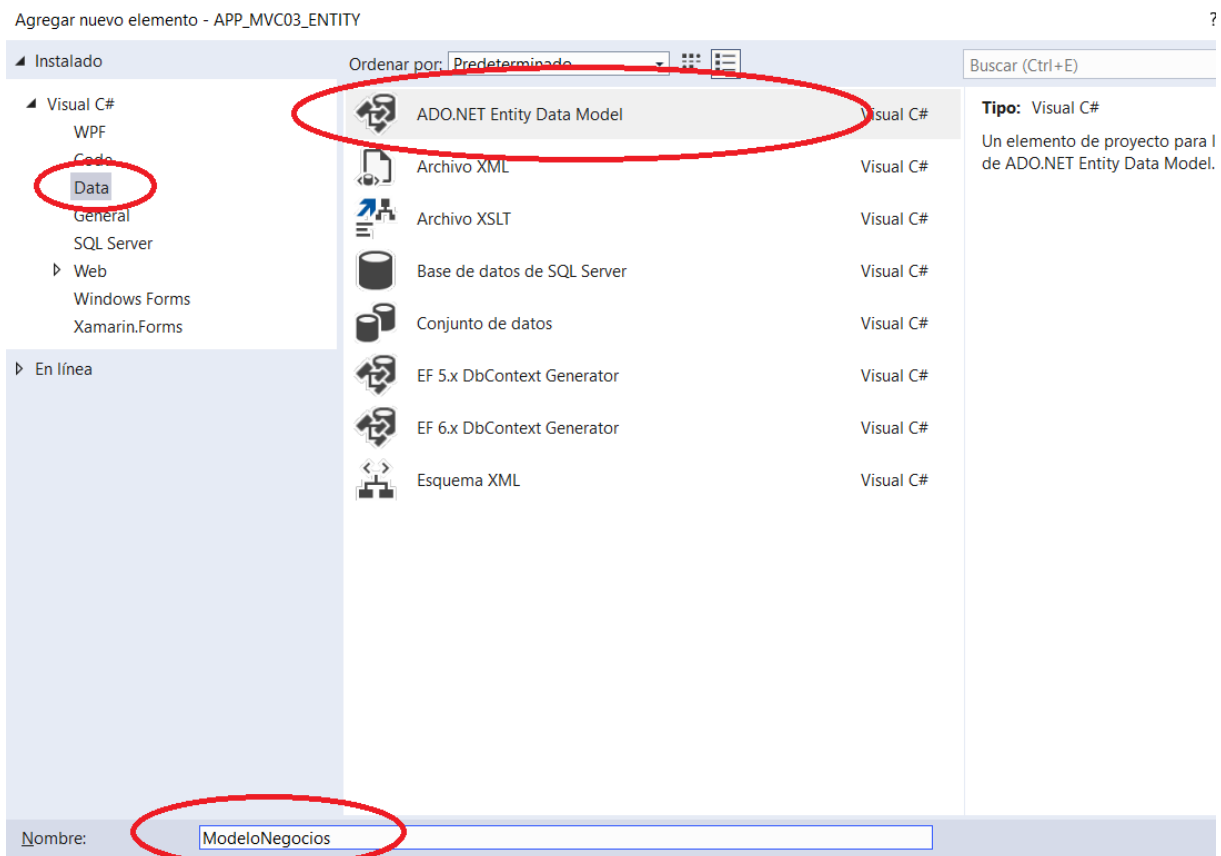 Agregar nuevo elemento - APP_MVC03_ENTITY ?
Instalado
Visual C#
WPF
Code
Data
General
SQL Server
Web
Windows Forms
Xamarin.Forms
En línea
Ordenar por: Predeterminado
ADO.NET Entity Data Model Visual C#
Archivo XML Visual C#
Archivo XSLT Visual C#
Base de datos de SQL Server Visual C#
Conjunto de datos Visual C#
EF 5.x DbContext Generator Visual C#
EF 6.x DbContext Generator Visual C#
Esquema XML Visual C#
Buscar (Ctrl+E)
Tipo: Visual C#
Un elemento de proyecto para
de ADO.NET Entity Data Model.
Nombre: ModeloNegocios